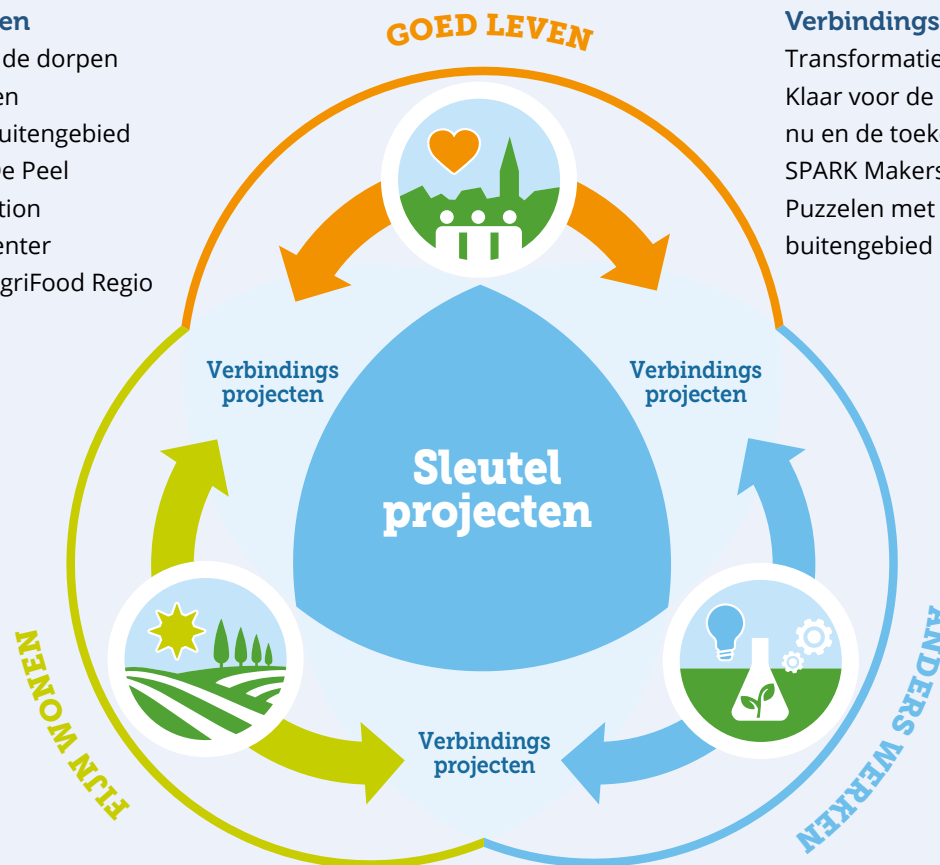 en
de dorpen
en
uitengebied
e Peel
tion
enter
griFood Regio
GOED LEVEN
Verbindings
Transformatie
Klaar voor de
nu en de toek
SPARK Makers
Puzzelen met
buitengebied
Verbindings
projecten
Verbindings
projecten
Sleutel
projecten
Verbindings
projecten
FIJN WONEN
ANDERS WERKEN